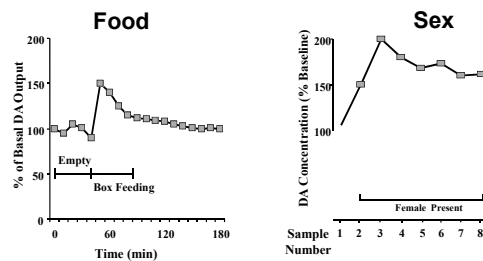 Food
% of Basal DA Output
200
150
100
50
0
Empty
Box Feeding
0
60
120
180
Time (min)
Sex
DA Concentration (% Baseline)
200
150
100
Female Present
Sample
Number
1 2 3 4 5 6 7 8